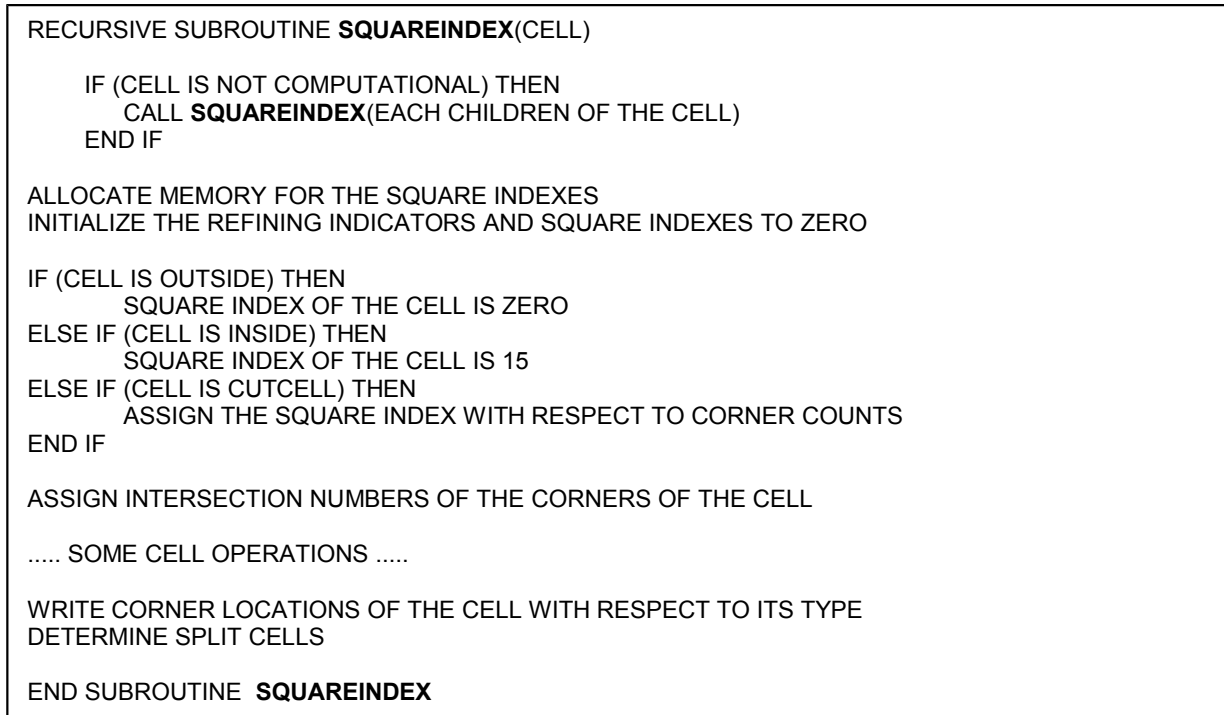 RECURSIVE SUBROUTINE SQUAREINDEX(CELL)
IF (CELL IS NOT COMPUTATIONAL) THEN
CALL SQUAREINDEX(EACH CHILDREN OF THE CELL)
END IF
ALLOCATE MEMORY FOR THE SQUARE INDEXES
INITIALIZE THE REFINING INDICATORS AND SQUARE INDEXES TO ZERO
IF (CELL IS OUTSIDE) THEN
SQUARE INDEX OF THE CELL IS ZERO
ELSE IF (CELL IS INSIDE) THEN
SQUARE INDEX OF THE CELL IS 15
ELSE IF (CELL IS CUTCELL) THEN
ASSIGN THE SQUARE INDEX WITH RESPECT TO CORNER COUNTS
END IF
ASSIGN INTERSECTION NUMBERS OF THE CORNERS OF THE CELL
..... SOME CELL OPERATIONS .....
WRITE CORNER LOCATIONS OF THE CELL WITH RESPECT TO ITS TYPE
DETERMINE SPLIT CELLS
END SUBROUTINE SQUAREINDEX